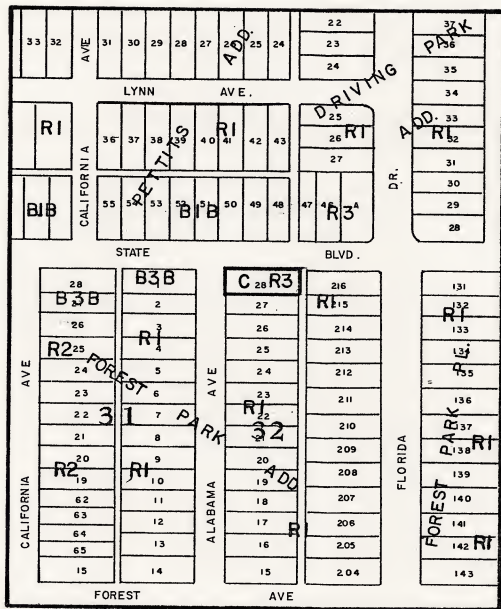 33 32 AVE 31 30 29 28 27 26 25 24 22 37
ADD. 23 PARK 36
24 35
LYNN AVE. DRIVING 34
25 33
R1 R1 R1 ADD. R1
36 37 38 39 40 41 42 43 26 32
CALIFORNIA PETTITS 27 31
DR. 30
B1B 55 54 53 52 51 50 49 48 47 46 A 29
B1B R3 28
STATE BLVD.
28 B3B 1 C 28 R3 216 131
B3B 27 2 27 R1 215 132
26 3 26 214 R1 133
R2 25 R1 4 25 213 134
24 FOREST 5 24 212 PL. 135
AVE 23 6 AVE 23 211 136
22 31 7 R1 22 210 137
21 PARK 8 32 21 209 PARK 138 R1
20 9 20 208 139
R2 19 R1 10 ADD 19 207 FLORIDA 140
62 11 18 206 FOREST 141
63 12 17 R1 205 142 R1
CALIFORNIA 64 13 ALABAMA 16 204 143
65 14 15
15
FOREST AVE